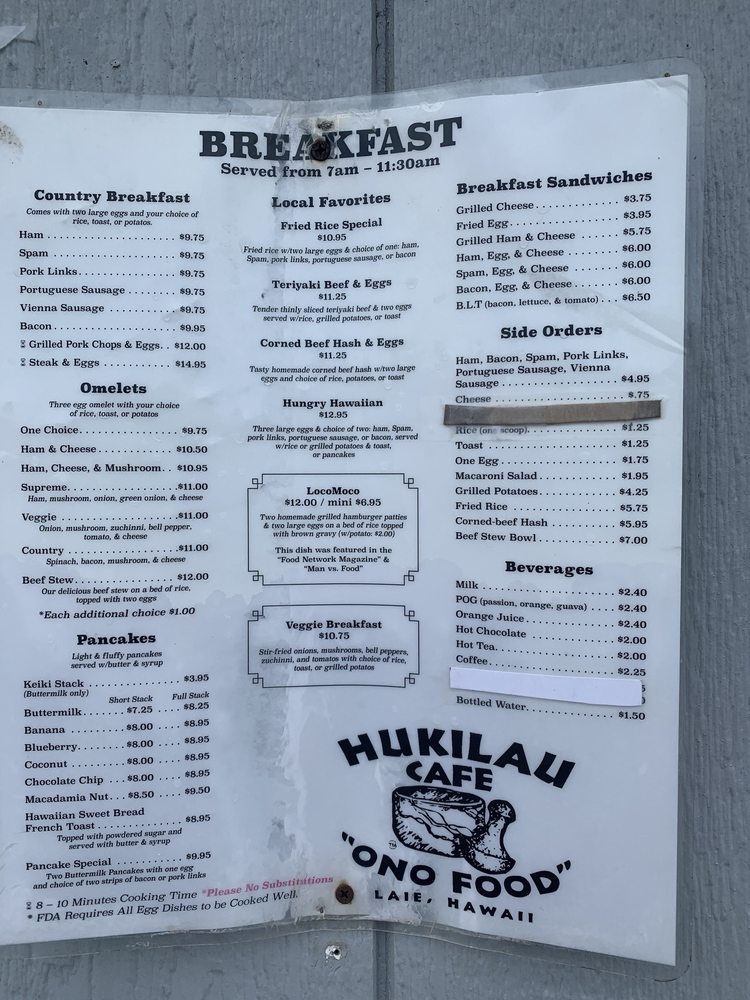 BREAKFAST
Served from 7am – 11:30am
Country Breakfast
Comes with two large eggs and your choice of
rice, toast, or potatos.
Ham . . . . . . . . . . $9.75
Spam . . . . . . . . . . $9.75
Pork Links. . . . . . . . . . $9.75
Portuguese Sausage . . . . . . . . . . $9.75
Vienna Sausage . . . . . . . . . . $9.75
Bacon . . . . . . . . . . $9.95
Grilled Pork Chops & Eggs. . $12.00
Steak & Eggs . . . . . . . . . . $14.95
Omelets
Three egg omelet with your choice
of rice, toast, or potatos
One Choice. . . . . . . . . . $9.75
Ham & Cheese. . . . . . . . . . $10.50
Ham, Cheese, & Mushroom. . $10.95
Supreme. . . . . . . . . . $11.00
Ham, mushroom, onion, green onion, & cheese
Veggie . . . . . . . . . . $11.00
Onion, mushroom, zuchinni, bell pepper,
tomato, & cheese
Country . . . . . . . . . . $11.00
Spinach, bacon, mushroom, & cheese
Beef Stew. . . . . . . . . . $12.00
Our delicious beef stew on a bed of rice,
topped with two eggs
*Each additional choice $1.00
Pancakes
Light & fluffy pancakes
served w/butter & syrup
Keiki Stack . . . . . . . . . . $3.95
(Buttermilk only)
Short Stack Full Stack
Buttermilk. . . . . . . $7.25 . . . . $8.25
Banana . . . . . . . $8.00 . . . . $8.95
Blueberry. . . . . . . $8.00 . . . . $8.95
Coconut . . . . . . . $8.00 . . . . $8.95
Chocolate Chip . . . $8.00 . . . . $8.95
Macadamia Nut. . . $8.50 . . . . $9.50
Hawaiian Sweet Bread
French Toast . . . . . . . . . . $8.95
Topped with powdered sugar and
served with butter & syrup
Pancake Special . . . . . . . . . . $9.95
Two Buttermilk Pancakes with one egg
and choice of two strips of bacon or pork links
8 – 10 Minutes Cooking Time *Please No Substitutions
* FDA Requires All Egg Dishes to be Cooked Well.
Local Favorites
Fried Rice Special
$10.95
Fried rice w/two large eggs & choice of one: ham,
Spam, pork links, portuguese sausage, or bacon
Teriyaki Beef & Eggs
$11.25
Tender thinly sliced teriyaki beef & two eggs
served w/rice, grilled potatoes, or toast
Corned Beef Hash & Eggs
$11.25
Tasty homemade corned beef hash w/two large
eggs and choice of rice, potatoes, or toast
Hungry Hawaiian
$12.95
Three large eggs & choice of two: ham, Spam,
pork links, portuguese sausage, or bacon, served
w/rice or grilled potatoes & toast,
or pancakes
LocoMoco
$12.00 / mini $6.95
Two homemade grilled hamburger patties
& two large eggs on a bed of rice topped
with brown gravy (w/potato: $2.00)
This dish was featured in the
"Food Network Magazine" &
"Man vs. Food"
Veggie Breakfast
$10.75
Stir-fried onions, mushrooms, bell peppers,
zuchinni, and tomatos with choice of rice,
toast, or grilled potatos
Breakfast Sandwiches
Grilled Cheese. . . . . . . . . . $3.75
Fried Egg. . . . . . . . . . $3.95
Grilled Ham & Cheese . . . . . $5.75
Ham, Egg, & Cheese . . . . . . . $6.00
Spam, Egg, & Cheese . . . . . . $6.00
Bacon, Egg, & Cheese. . . . . . $6.00
B.L.T (bacon, lettuce, & tomato) . . . $6.50
Side Orders
Ham, Bacon, Spam, Pork Links,
Portuguese Sausage, Vienna
Sausage . . . . . . . . . . $4.95
Cheese . . . . . . . . . . $.75
Rice (one scoop). . . . . . . . . . $1.25
Toast . . . . . . . . . . $1.25
One Egg . . . . . . . . . . $1.75
Macaroni Salad. . . . . . . . . . $1.95
Grilled Potatoes. . . . . . . . . . $4.25
Fried Rice . . . . . . . . . . $5.75
Corned-beef Hash . . . . . . . . . . $5.95
Beef Stew Bowl . . . . . . . . . . $7.00
Beverages
Milk . . . . . . . . . . $2.40
POG (passion, orange, guava) . . . . $2.40
Orange Juice . . . . . . . . . . $2.40
Hot Chocolate . . . . . . . . . . $2.00
Hot Tea. . . . . . . . . . $2.00
Coffee. . . . . . . . . . $2.25
Bottled Water. . . . . . . . . . $1.50
HUKILAU
CAFE
TM
"ONO FOOD"
LAIE, HAWAII